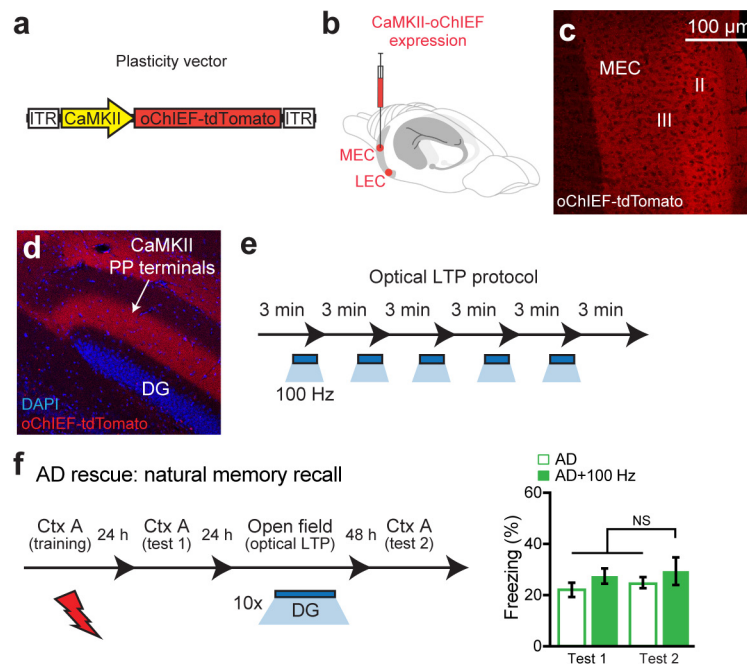 a
Plasticity vector
ITR CaMKII oChIEF-tdTomato ITR
b
CaMKII-oChIEF
expression
MEC
LEC
c
100 µm
MEC
II
III
oChIEF-tdTomato
d
CaMKII
PP terminals
DG
DAPI
oChIEF-tdTomato
e
Optical LTP protocol
3 min 3 min 3 min 3 min 3 min 3 min
100 Hz
f AD rescue: natural memory recall
Ctx A
(training)
24 h
Ctx A
(test 1)
24 h
Open field
(optical LTP)
48 h
Ctx A
(test 2)
10x
DG
AD
AD+100 Hz
NS
Freezing (%)
60
40
20
0
Test 1 Test 2